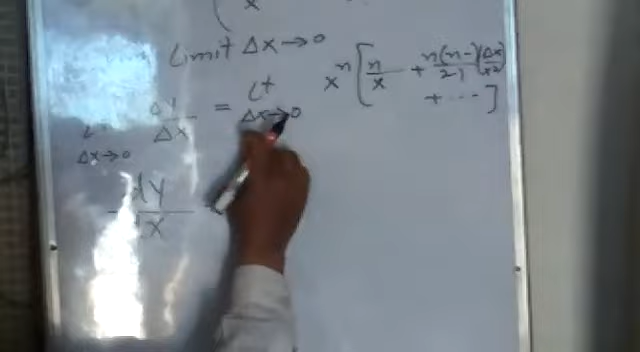 x
Limit Δx→0
Lt Δy/Δx = Lt x^n [n/x + n(n-)/2-1 (Δx/x²)
Δx→0 Δx→0 + ---- ]
dy/dx